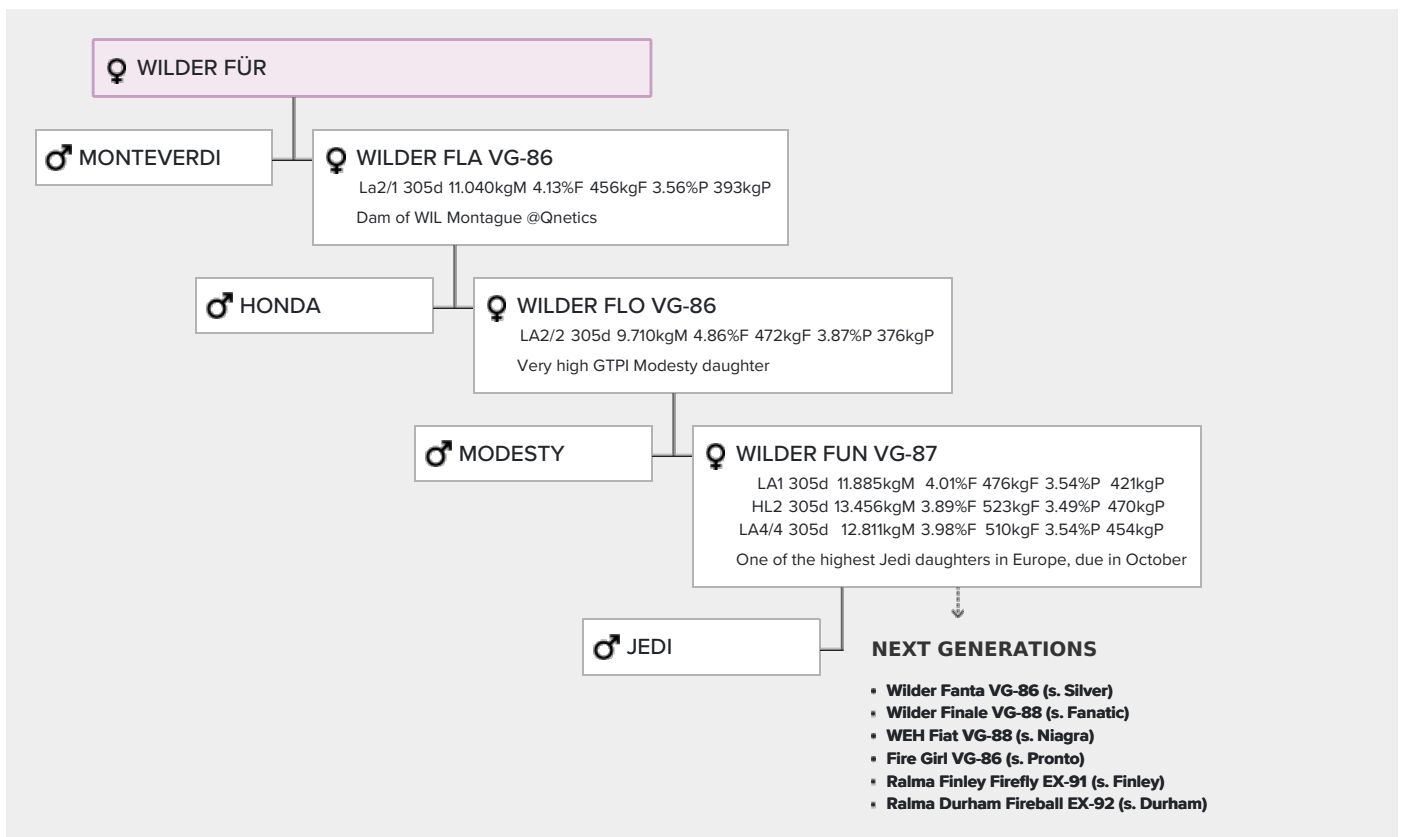 WILDER FÜR
MONTEVERDI
WILDER FLA VG-86
La2/1 305d 11.040kgM 4.13%F 456kgF 3.56%P 393kgP
Dam of WIL Montague @Qnetics
HONDA
WILDER FLO VG-86
LA2/2 305d 9.710kgM 4.86%F 472kgF 3.87%P 376kgP
Very high GTPI Modesty daughter
MODESTY
WILDER FUN VG-87
LA1 305d 11.885kgM 4.01%F 476kgF 3.54%P 421kgP
HL2 305d 13.456kgM 3.89%F 523kgF 3.49%P 470kgP
LA4/4 305d 12.811kgM 3.98%F 510kgF 3.54%P 454kgP
One of the highest Jedi daughters in Europe, due in October
JEDI
NEXT GENERATIONS
• Wilder Fanta VG-86 (s. Silver)
• Wilder Finale VG-88 (s. Fanatic)
• WEH Fiat VG-88 (s. Niagra)
• Fire Girl VG-86 (s. Pronto)
• Ralma Finley Firefly EX-91 (s. Finley)
• Ralma Durham Fireball EX-92 (s. Durham)